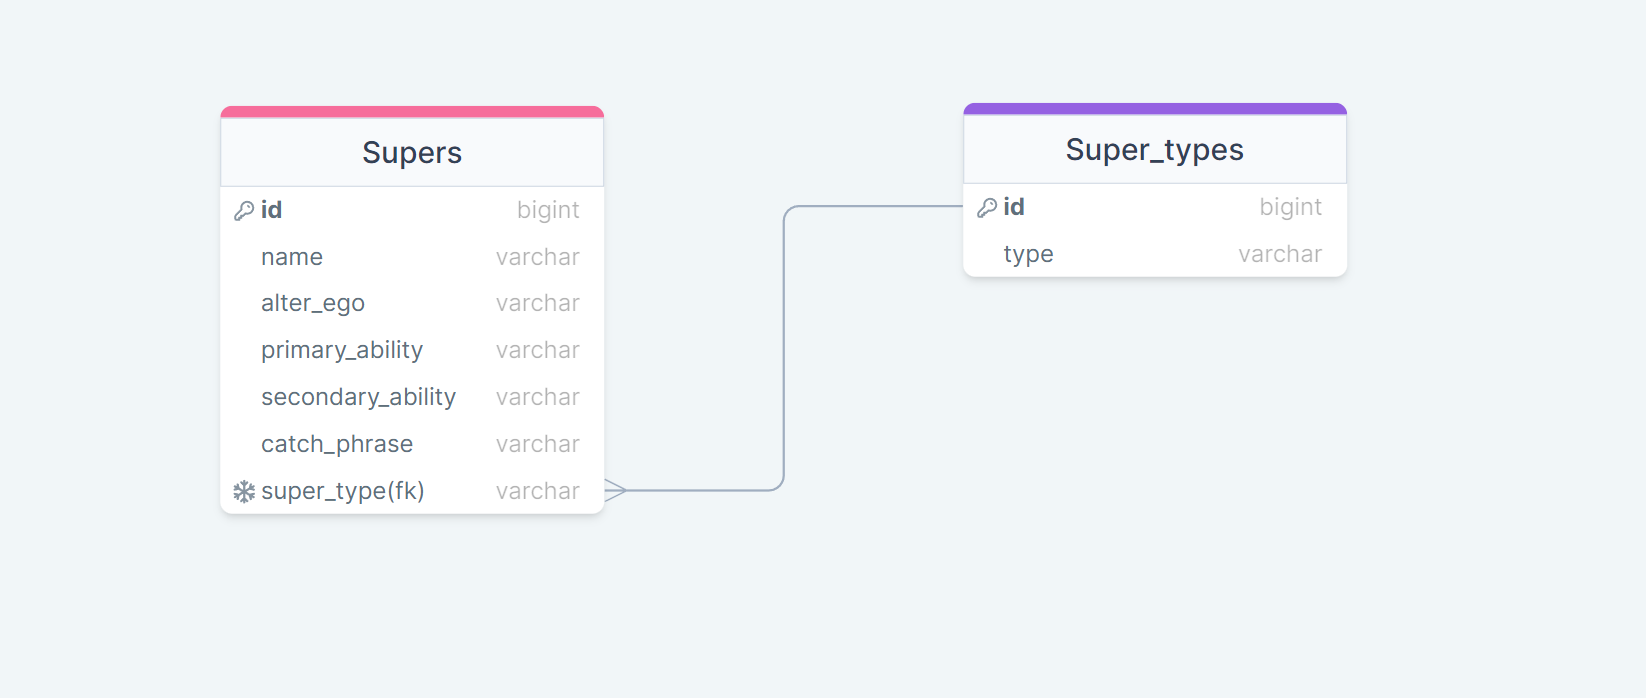 Supers
id bigint
name varchar
alter_ego varchar
primary_ability varchar
secondary_ability varchar
catch_phrase varchar
super_type(fk) varchar
Super_types
id bigint
type varchar